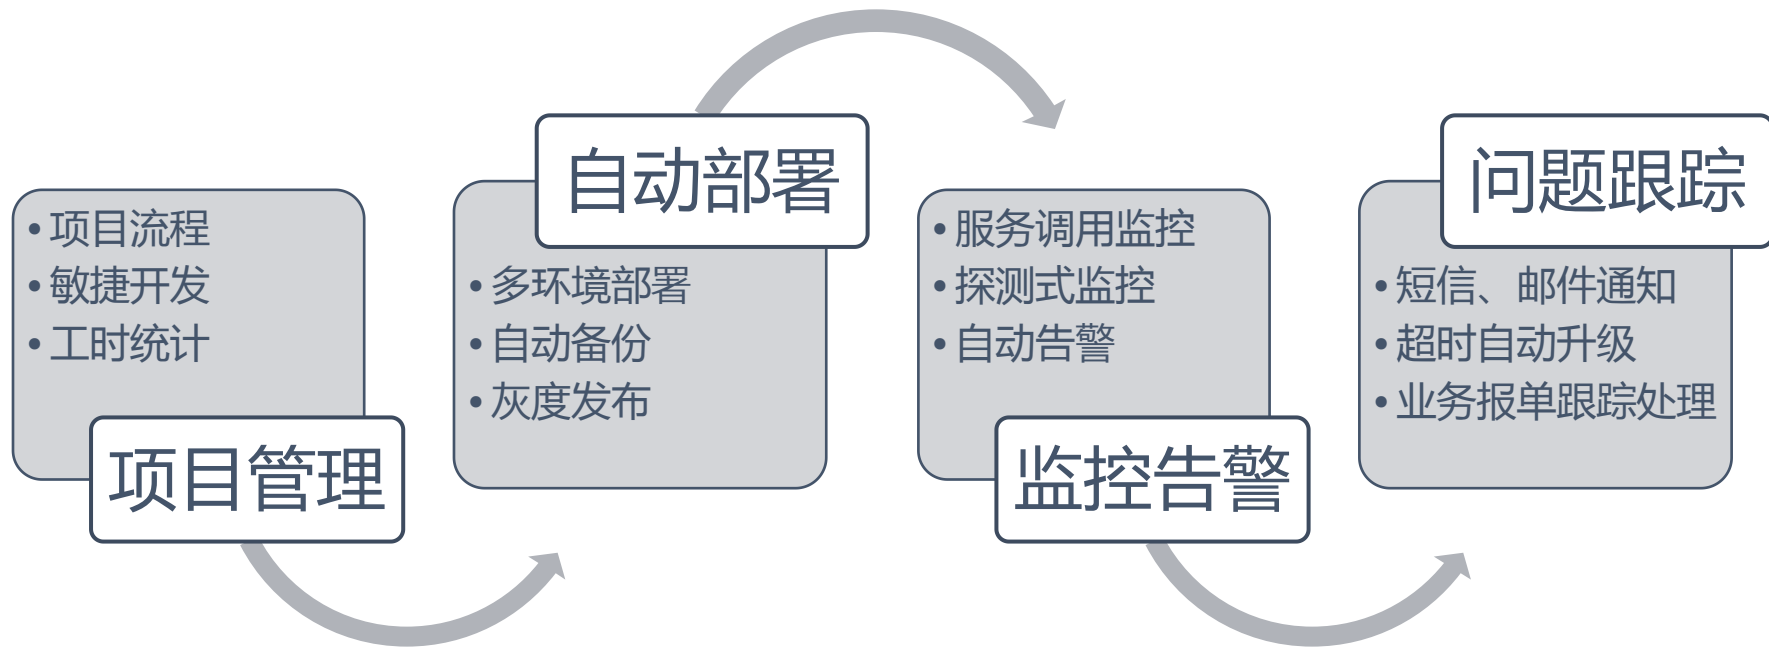 • 项目流程
• 敏捷开发
• 工时统计
项目管理
自动部署
• 多环境部署
• 自动备份
• 灰度发布
• 服务调用监控
• 探测式监控
• 自动告警
监控告警
问题跟踪
• 短信、邮件通知
• 超时自动升级
• 业务报单跟踪处理